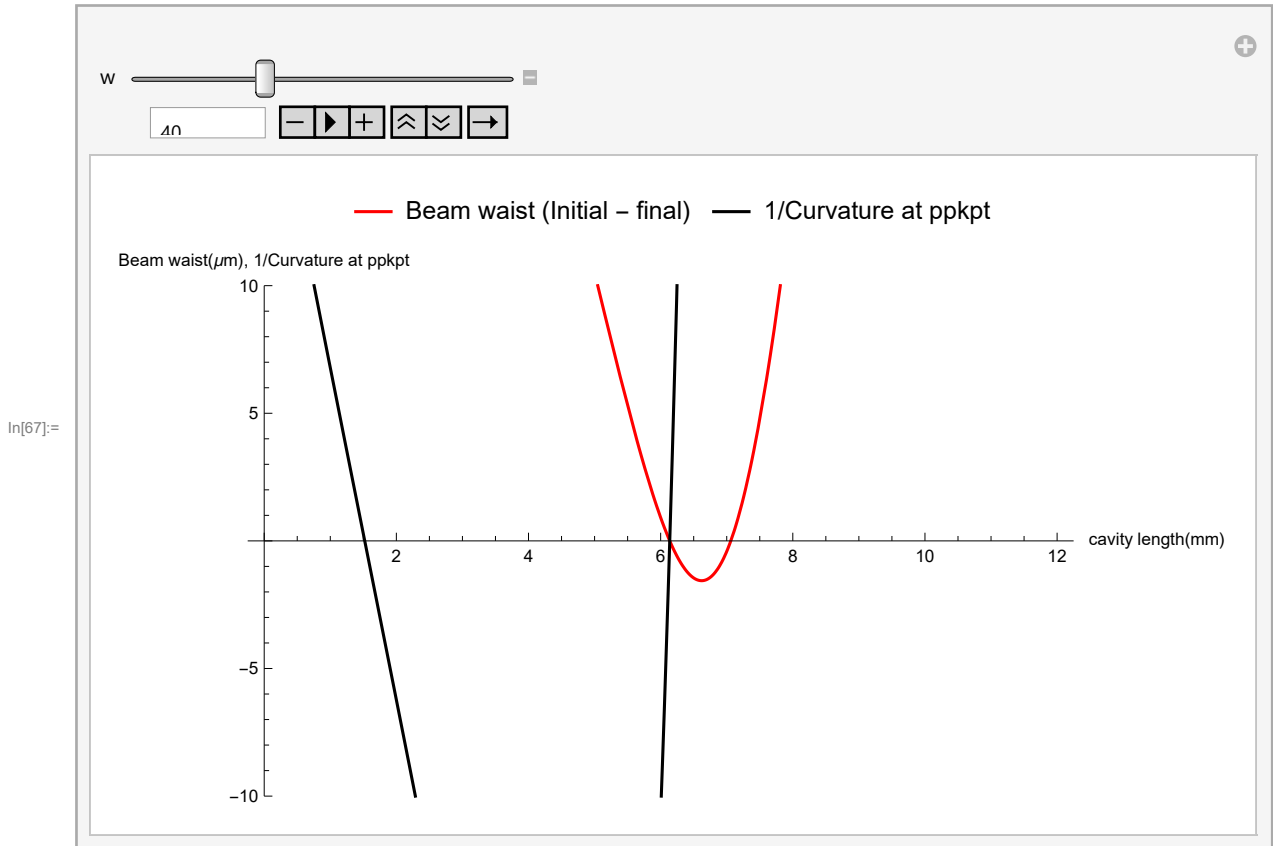 w
40
Beam waist (Initial – final) 1/Curvature at ppkpt
Beam waist(μm), 1/Curvature at ppkpt
10
5
In[67]:=
2 4 6 8 10 12 cavity length(mm)
−5
−10